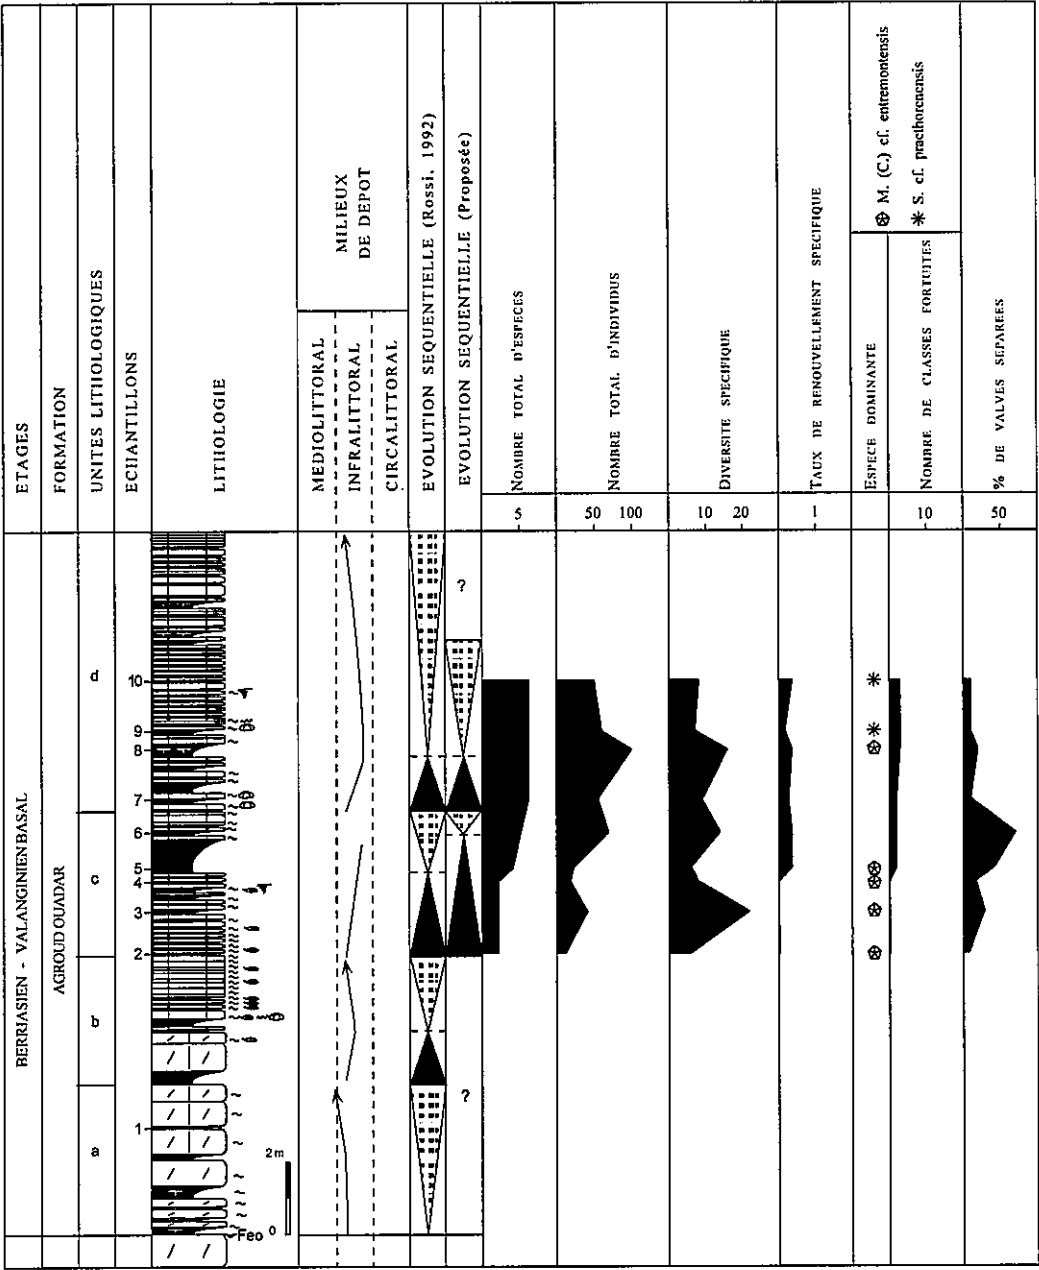 ETAGES
FORMATION
UNITES LITHOLOGIQUES
ECHANTILLONS
LITHOLOGIE
MILIEUX
DE DEPOT
MEDIOLITTORAL
INFRALITTORAL
CIRCALITTORAL
EVOLUTION SEQUENTIELLE (Rossi, 1992)
EVOLUTION SEQUENTIELLE (Proposée)
NOMBRE TOTAL D'ESPECES
NOMBRE TOTAL D'INDIVIDUS
DIVERSITE SPECIFIQUE
TAUX DE RENOUVELLEMENT SPECIFIQUE
ESPECE DOMINANTE
M. (C.) cf. entremontensis
S. cf. praethorenensis
NOMBRE DE CLASSES FORTUITES
% DE VALVES SEPAREES
5
50 100
10 20
1
10
50
BERRIASIEN - VALANGINIEN BASAL
AGROUD OUADAR
d
c
b
a
10
9
8
7
6
5
4
3
2
1
?
?
2m
0
Feo